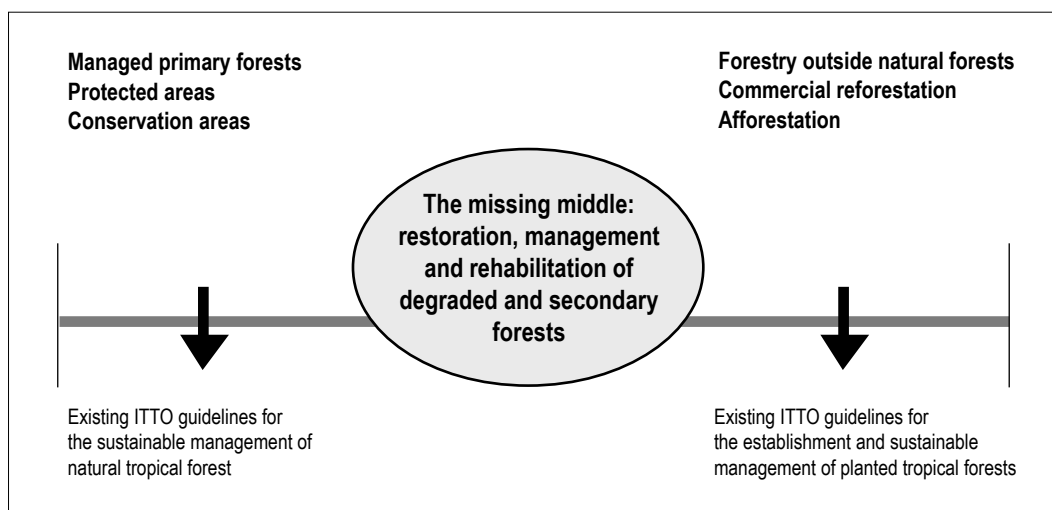 Managed primary forests
Protected areas
Conservation areas
Forestry outside natural forests
Commercial reforestation
Afforestation
The missing middle:
restoration, management
and rehabilitation of
degraded and secondary
forests
Existing ITTO guidelines for
the sustainable management of
natural tropical forest
Existing ITTO guidelines for
the establishment and sustainable
management of planted tropical forests